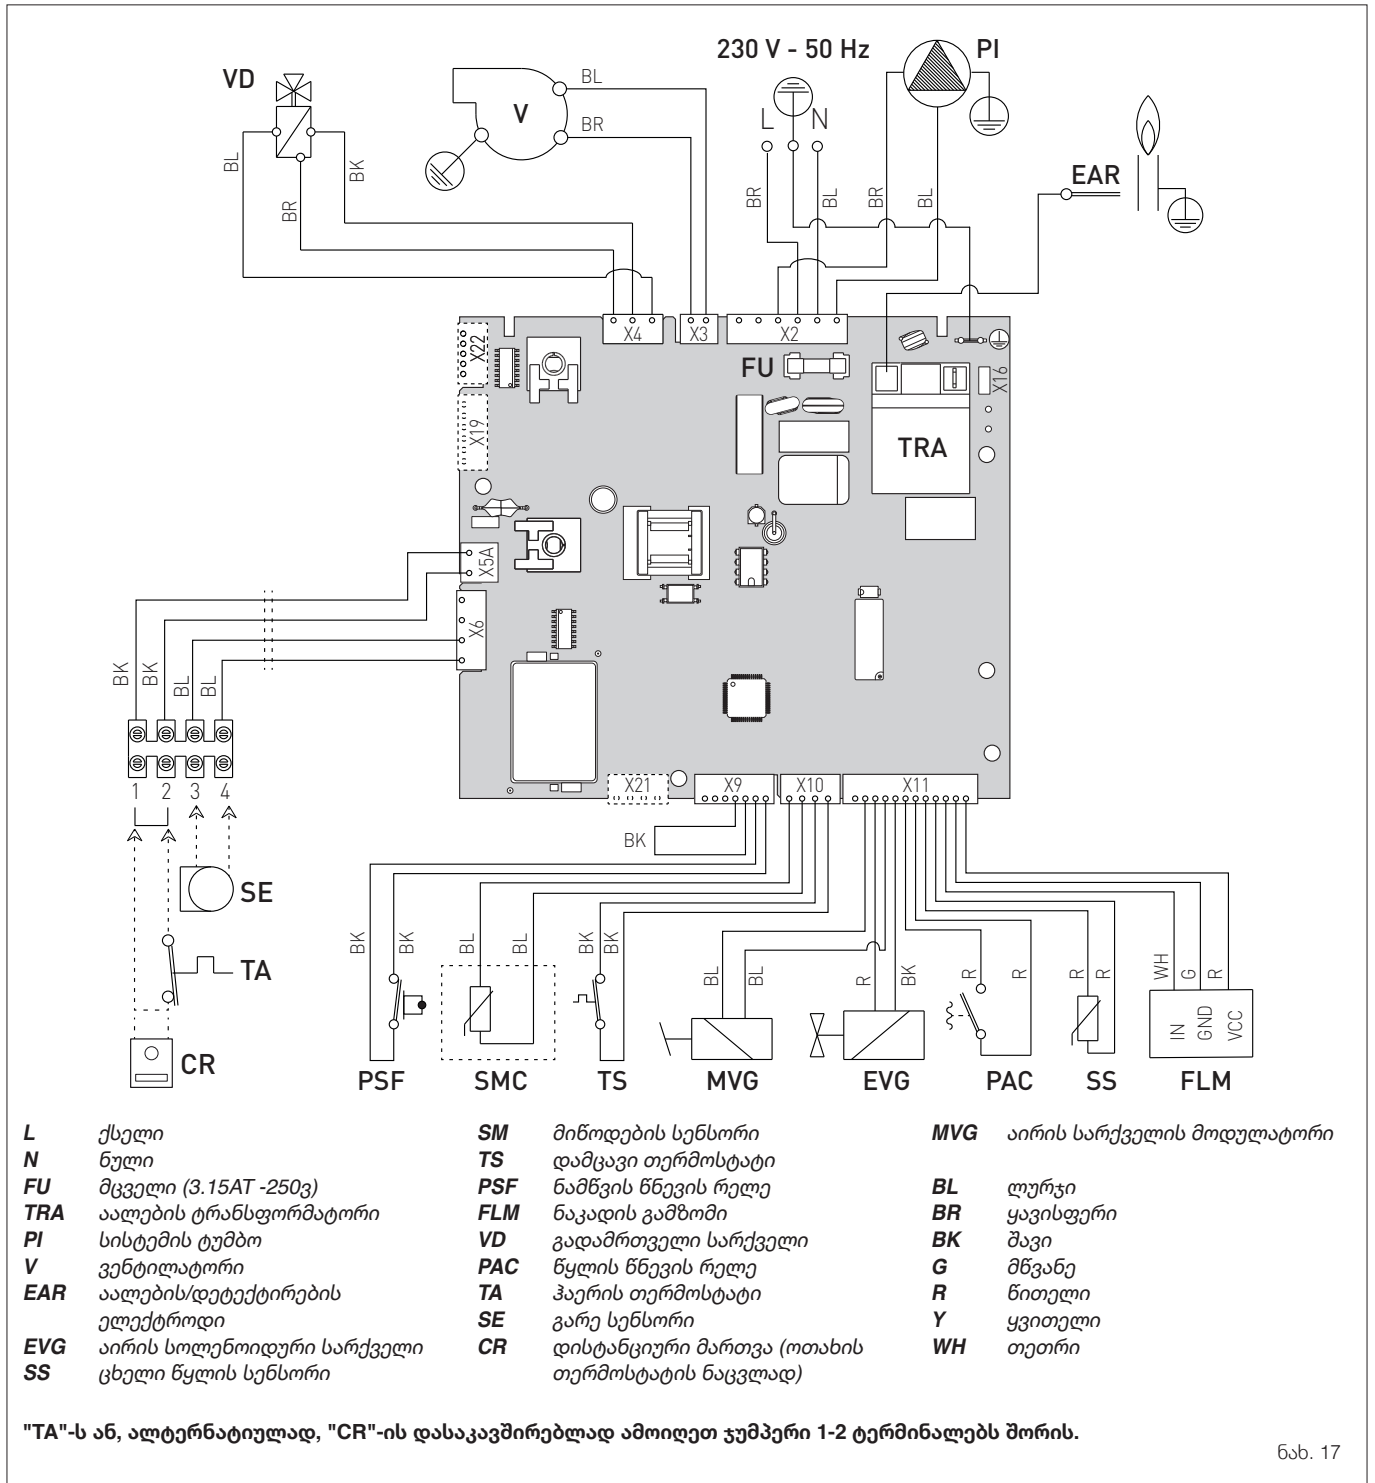 230 V - 50 Hz
PI
VD
BL
V
BR
L N
EAR
BL
BR
BK
BR
BL
BR
BL
X4
X3
X2
X22
FU
X16
X19
TRA
X5A
X6
BK
BK
BL
BL
1 2 3 4
X21
X9
X10
X11
BK
SE
TA
CR
BK
BK
BL
BL
BK
BK
BL
BL
R
BK
R
R
R
R
WH
G
R
IN
GND
VCC
PSF
SMC
TS
MVG
EVG
PAC
SS
FLM
L ქსელი
N ნული
FU მცველი (3.15AT -250ვ)
TRA აალების ტრანსფორმატორი
PI სისტემის ტუმბო
V ვენტილატორი
EAR აალების/დეტექტირების
ელექტროდი
EVG აირის სოლენოიდური სარქველი
SS ცხელი წყლის სენსორი
SM მიწოდების სენსორი
TS დამცავი თერმოსტატი
PSF ნამწვის წნევის რელე
FLM ნაკადის გამზომი
VD გადამრთველი სარქველი
PAC წყლის წნევის რელე
TA ჰაერის თერმოსტატი
SE გარე სენსორი
CR დისტანციური მართვა (ოთახის
თერმოსტატის ნაცვლად)
MVG აირის სარქველის მოდულატორი
BL ლურჯი
BR ყავისფერი
BK შავი
G მწვანე
R წითელი
Y ყვითელი
WH თეთრი
"TA"-ს ან, ალტერნატიულად, "CR"-ის დასაკავშირებლად ამოიღეთ ჯუმპერი 1-2 ტერმინალებს შორის.
ნახ. 17